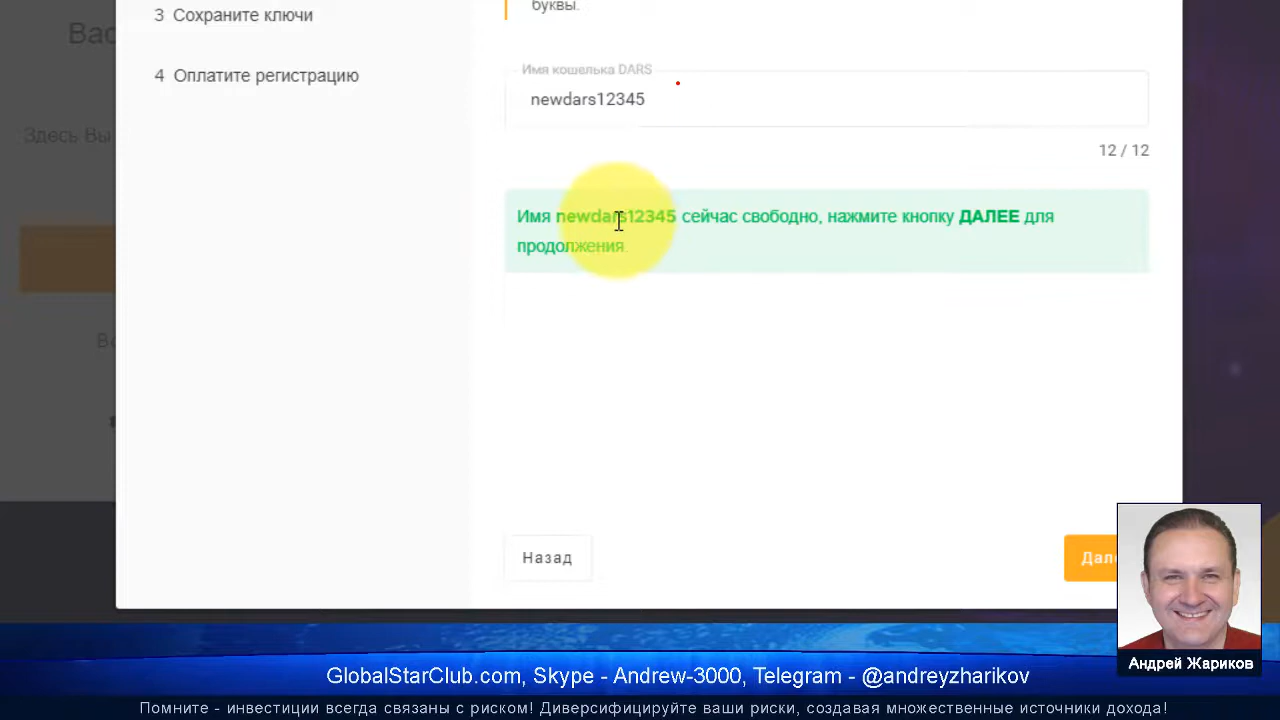 буквы.
3 Сохраните ключи
4 Оплатите регистрацию
Имя кошелька DARS
newdars12345
12 / 12
Имя newdars12345 сейчас свободно, нажмите кнопку ДАЛЕЕ для
продолжения.
Здесь Вы
Назад
Андрей Жариков
GlobalStarClub.com, Skype - Andrew-3000, Telegram - @andreyzharikov
Помните - инвестиции всегда связаны с риском! Диверсифицируйте ваши риски, создавая множественные источники дохода!